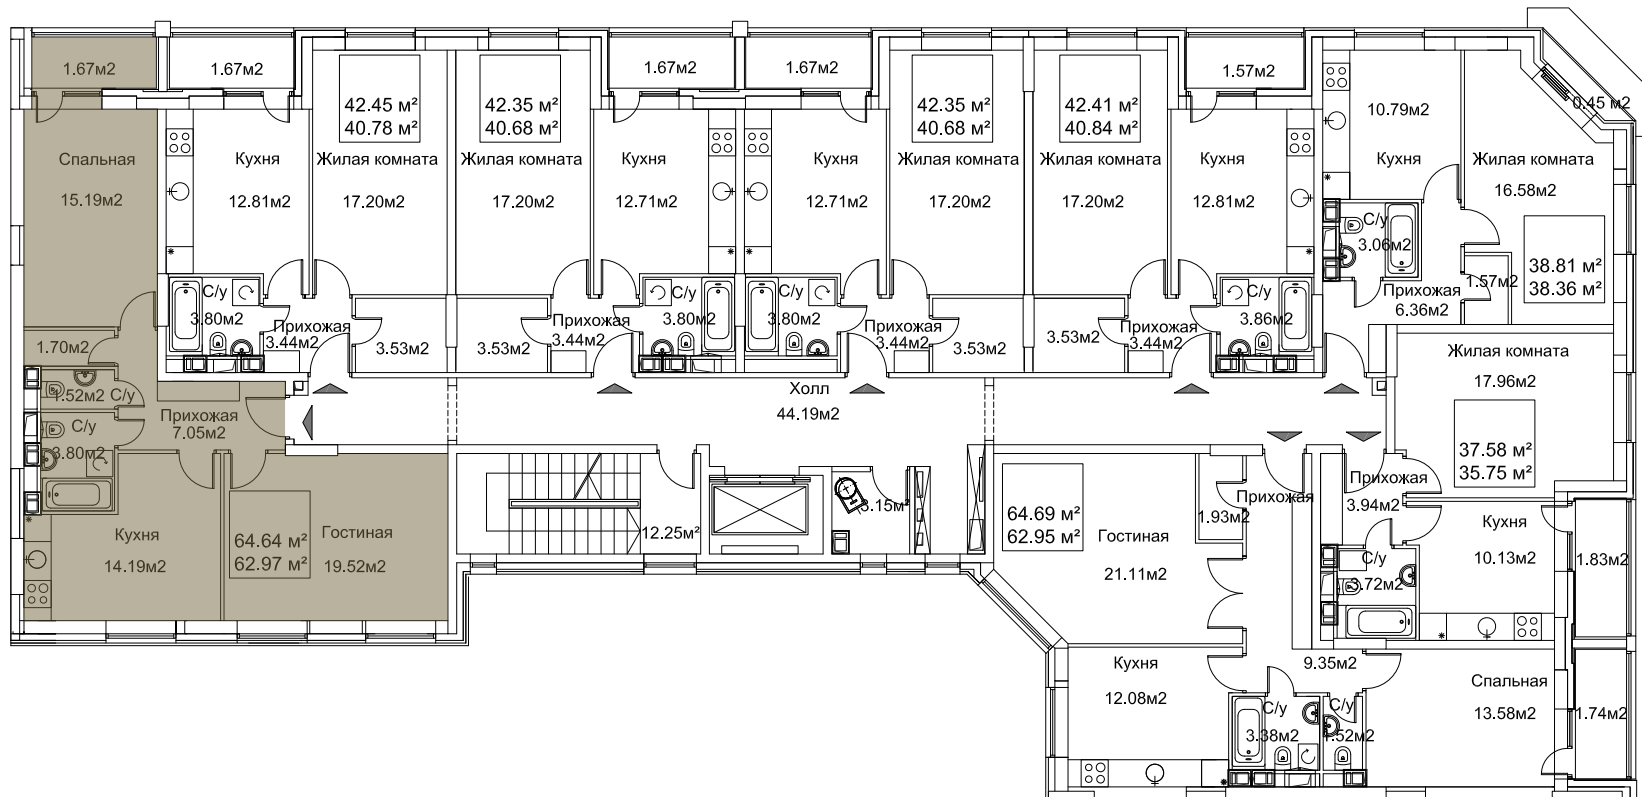 1.67м2
1.67м2
1.67м2
1.67м2
1.57м2
0.45 м2
42.45 м²
40.78 м²
42.35 м²
40.68 м²
42.35 м²
40.68 м²
42.41 м²
40.84 м²
10.79м2
Спальная
15.19м2
Кухня
12.81м2
Жилая комната
17.20м2
Жилая комната
17.20м2
Кухня
12.71м2
Кухня
12.71м2
Жилая комната
17.20м2
Жилая комната
17.20м2
Кухня
12.81м2
Кухня
Жилая комната
16.58м2
С/у
3.06м2
38.81 м²
38.36 м²
1.57м2
Прихожая
6.36м2
С/у
3.80м2
Прихожая
3.44м2
3.53м2
3.53м2
Прихожая
3.44м2
С/у
3.80м2
С/у
3.80м2
Прихожая
3.44м2
3.53м2
3.53м2
Прихожая
3.44м2
С/у
3.86м2
1.70м2
1.52м2 С/у
С/у
3.80м2
Прихожая
7.05м2
Холл
44.19м2
Жилая комната
17.96м2
37.58 м²
35.75 м²
Кухня
14.19м2
64.64 м²
62.97 м²
Гостиная
19.52м2
12.25м²
3.15м²
64.69 м²
62.95 м²
Гостиная
21.11м2
1.93м2
Прихожая
Прихожая
3.94м2
Кухня
10.13м2
С/у
3.72м2
1.83м2
Кухня
12.08м2
9.35м2
Спальная
13.58м2
1.74м2
С/у
3.38м2
С/у
1.52м2